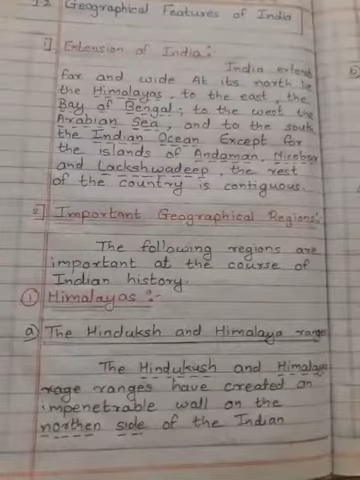 1.2 Geographical Features of India
1] Extension of India:-
India extend
far and wide At its north lie
the Himalayas, to the east, the
Bay of Bengal; to the west the
Arabian Sea, and to the south
the Indian Ocean Except for
the islands of Andaman, Nicobar
and Lackshwadeep, the rest
of the country is contiguous.
2] Important Geographical Regions:-
The following regions are
important at the course of
Indian history.
① Himalayas:-
a) The Hinduksh and Himalaya ranges
The Hindukush and Himalaya
rage ranges have created an
impenetrable wall on the
northen side of the Indian
b)